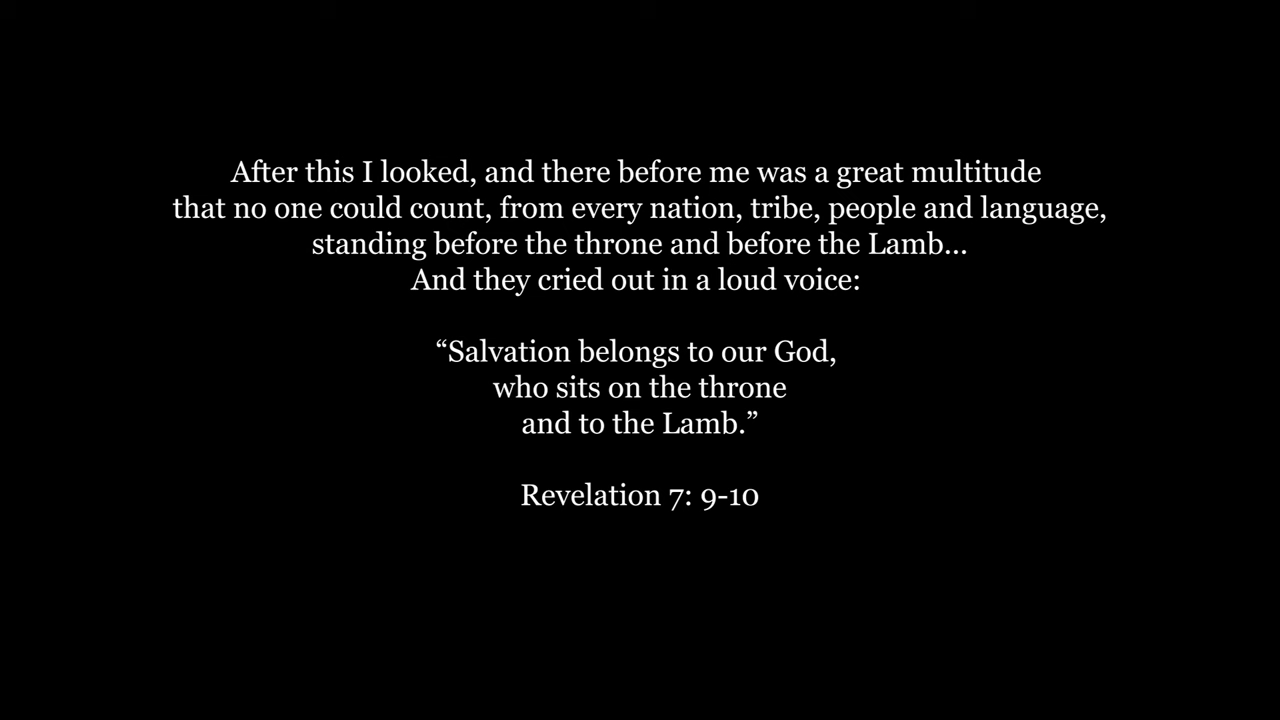 After this I looked, and there before me was a great multitude
that no one could count, from every nation, tribe, people and language,
standing before the throne and before the Lamb...
And they cried out in a loud voice:
“Salvation belongs to our God,
who sits on the throne
and to the Lamb.”
Revelation 7: 9-10